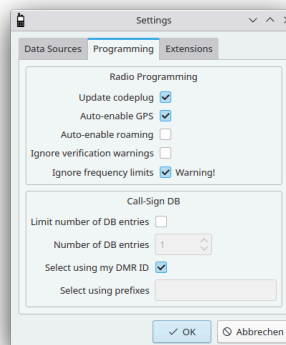 Settings
Data Sources Programming Extensions
Radio Programming
Update codeplug
Auto-enable GPS
Auto-enable roaming
Ignore verification warnings
Ignore frequency limits Warning!
Call-Sign DB
Limit number of DB entries
Number of DB entries 1
Select using my DMR ID
Select using prefixes
OK Abbrechen